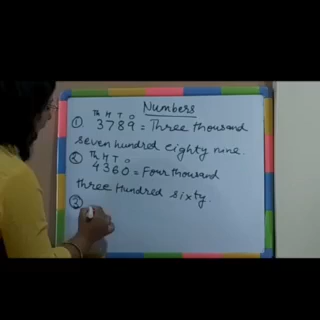 Numbers
Th H T O
① 3789 = Three thousand
seven hundred eighty nine.
Th H T O
② 4360 = Four thousand
three Hundred sixty.
③